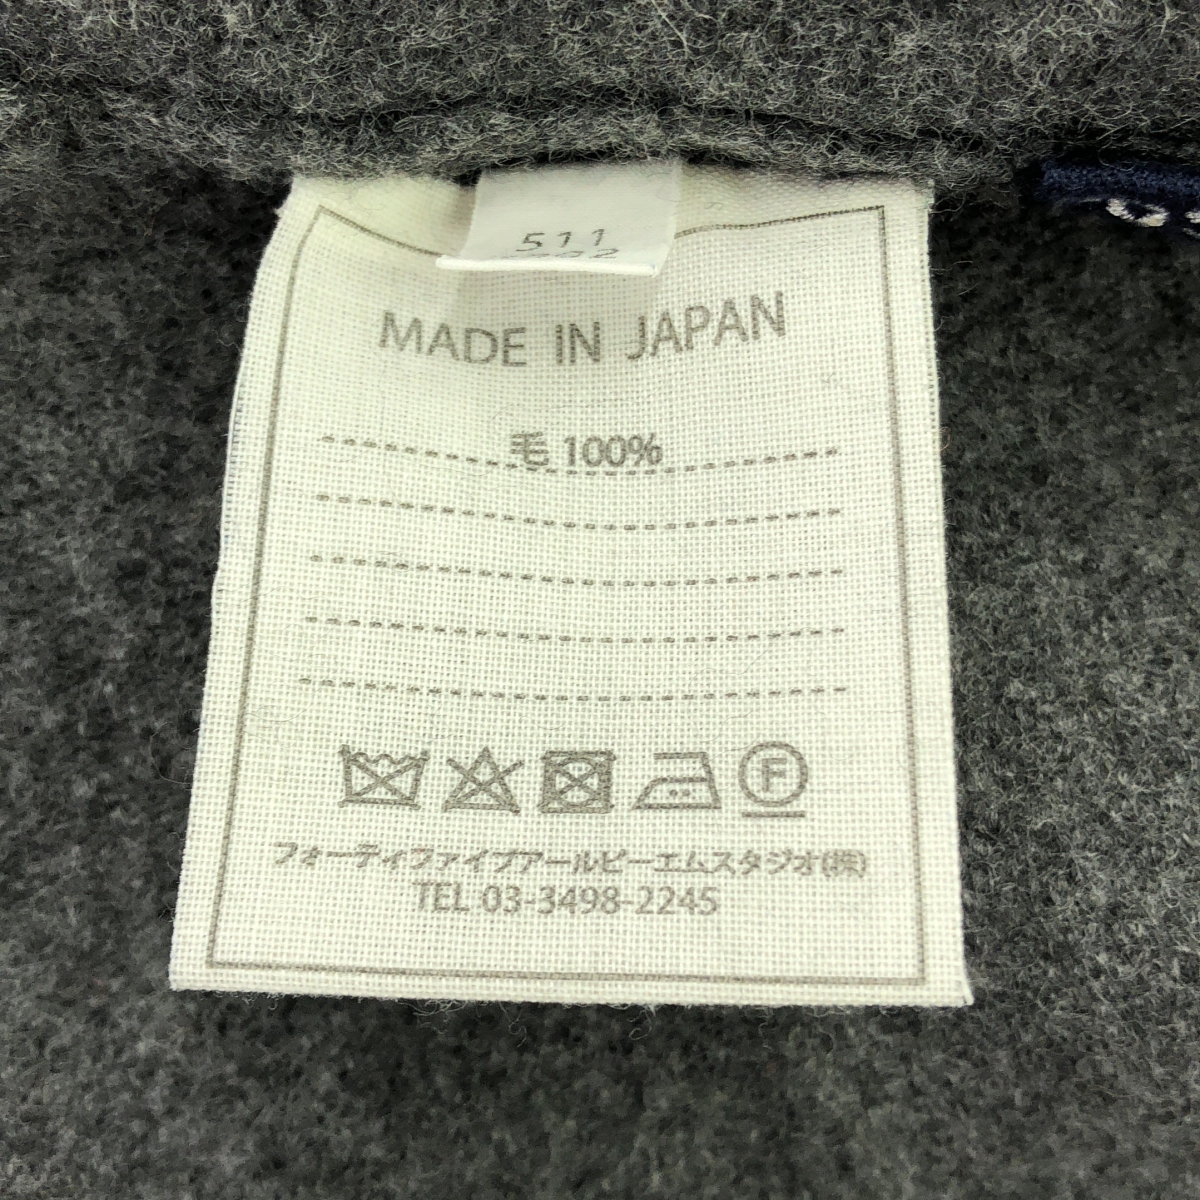 511
MADE IN JAPAN
毛 100%
F
フォーティファイブアールピーエムスタジオ(株)
TEL 03-3498-2245